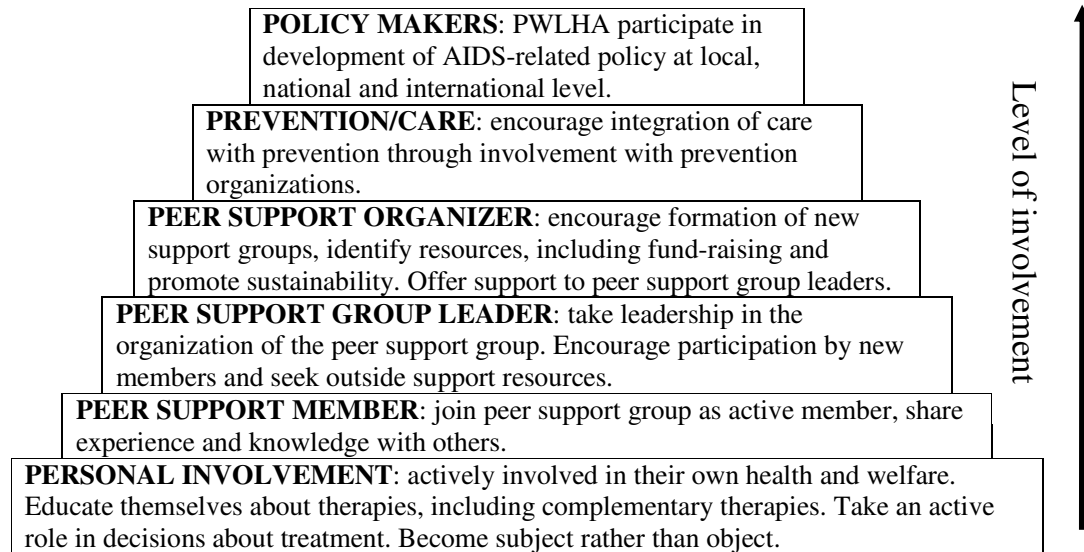 POLICY MAKERS: PWLHA participate in
development of AIDS-related policy at local,
national and international level.
PREVENTION/CARE: encourage integration of care
with prevention through involvement with prevention
organizations.
PEER SUPPORT ORGANIZER: encourage formation of new
support groups, identify resources, including fund-raising and
promote sustainability. Offer support to peer support group leaders.
PEER SUPPORT GROUP LEADER: take leadership in the
organization of the peer support group. Encourage participation by new
members and seek outside support resources.
PEER SUPPORT MEMBER: join peer support group as active member, share
experience and knowledge with others.
PERSONAL INVOLVEMENT: actively involved in their own health and welfare.
Educate themselves about therapies, including complementary therapies. Take an active
role in decisions about treatment. Become subject rather than object.
Level of involvement